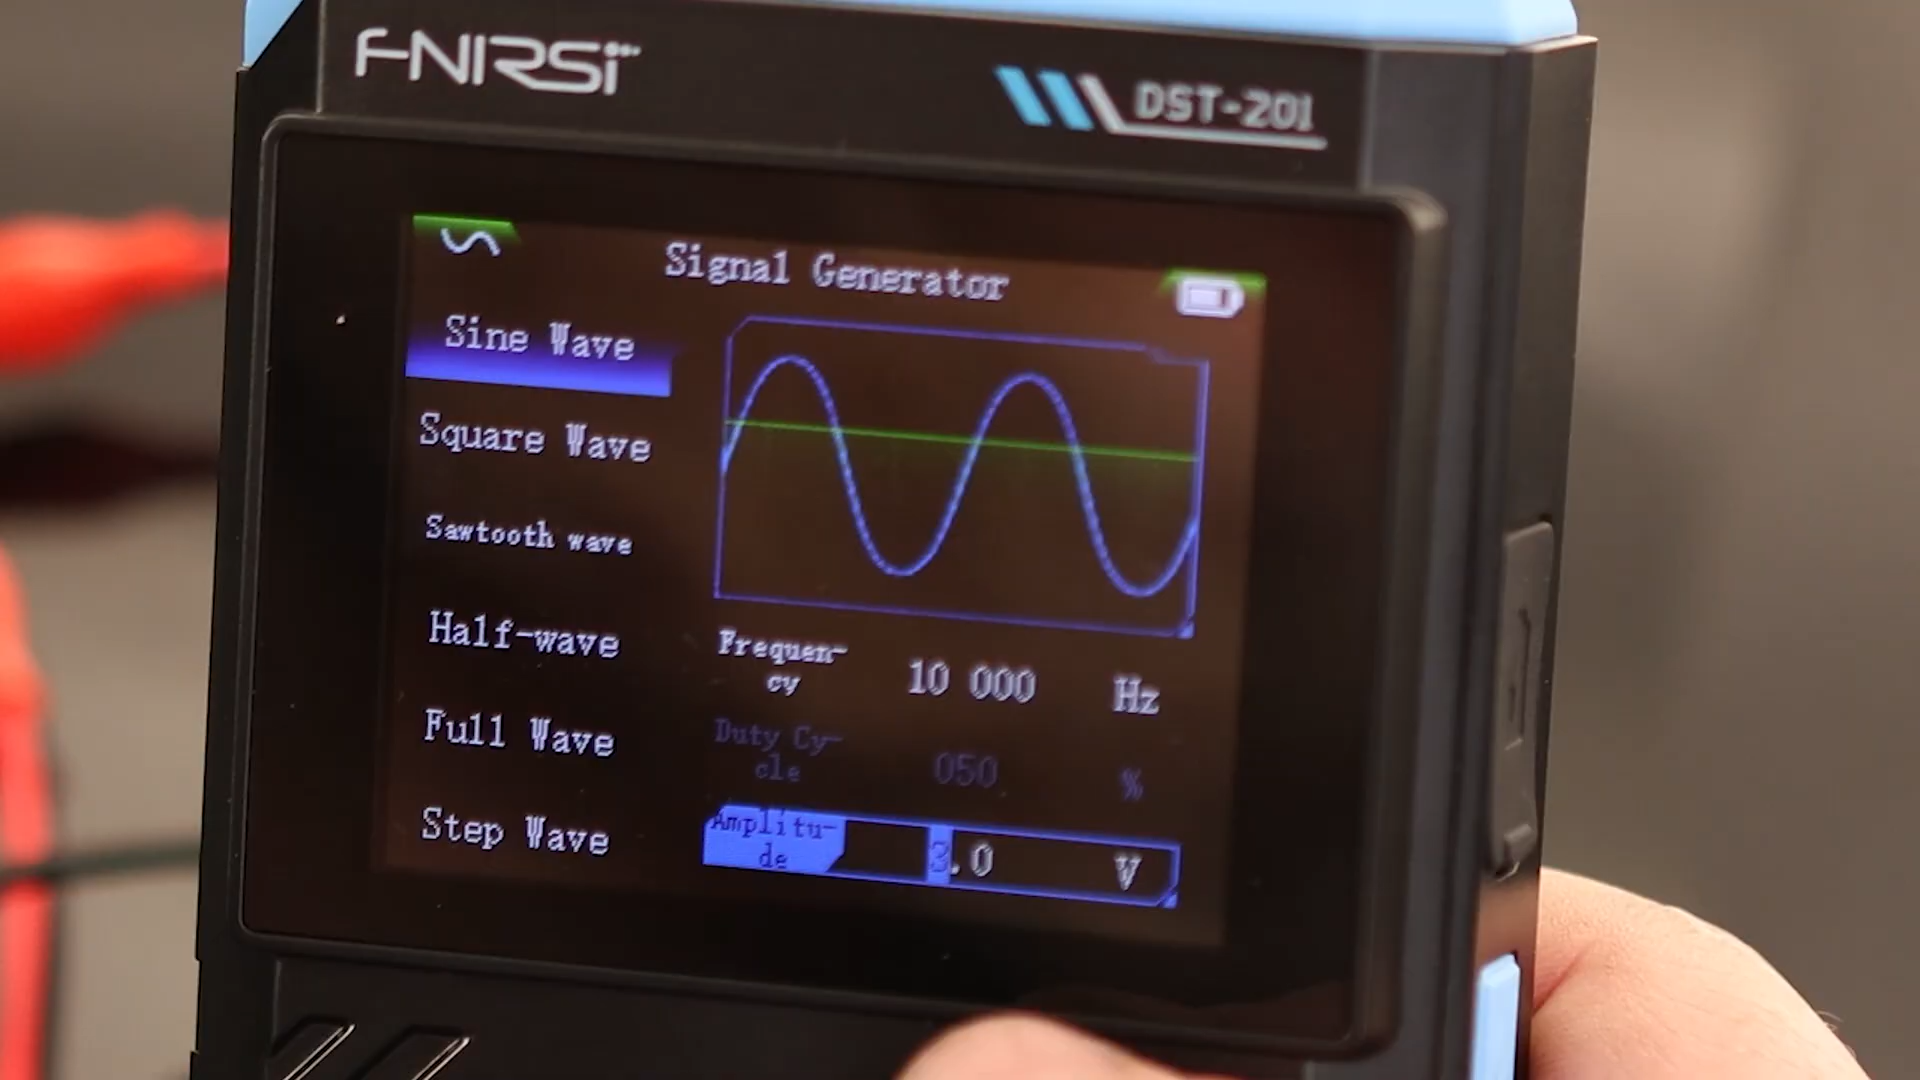 FNIRSI
DST-201
Signal Generator
Sine Wave
Square Wave
Sawtooth wave
Half-wave
Full Wave
Step Wave
Frequen-
cy
10 000
Hz
Duty Cy-
cle
050
%
Amplitu-
de
3.0
V